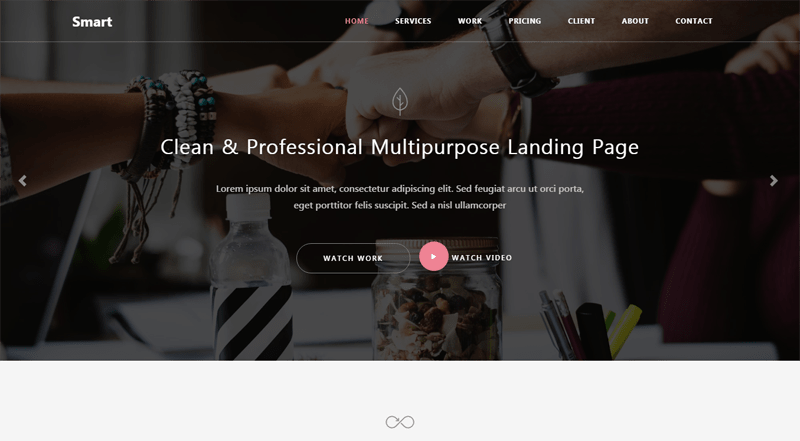 Smart
HOME SERVICES WORK PRICING CLIENT ABOUT CONTACT
Clean & Professional Multipurpose Landing Page
Lorem ipsum dolor sit amet, consectetur adipiscing elit. Sed feugiat arcu ut orci porta,
eget porttitor felis suscipit. Sed a nisl ullamcorper
WATCH WORK
WATCH VIDEO